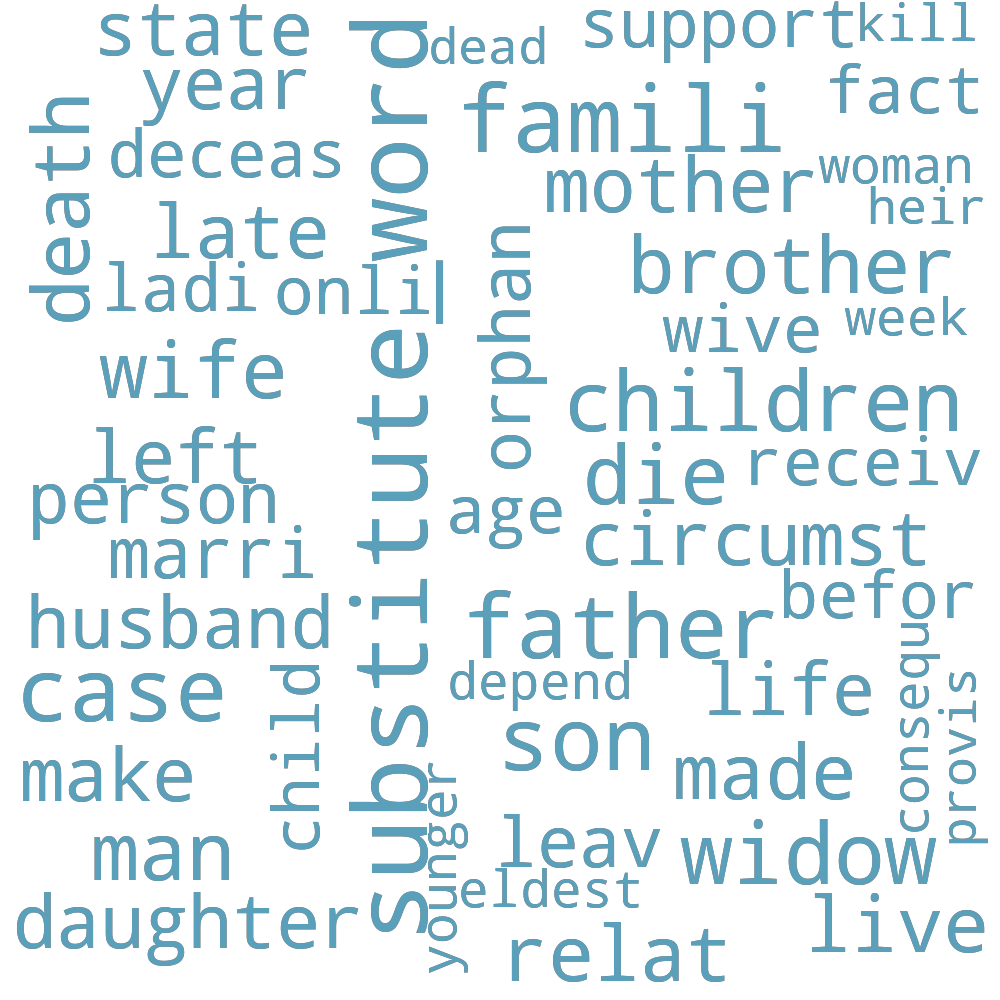 state
dead
support
kill
year
famili
fact
death
deceas
mother
woman
heir
late
substitute_word
orphan
brother
ladi
onli
wive
week
wife
children
left
die
receiv
person
age
circumst
marri
husband
father
befor
case
child
depend
life
consequ
provis
son
make
made
younger
man
leav
widow
eldest
daughter
relat
live